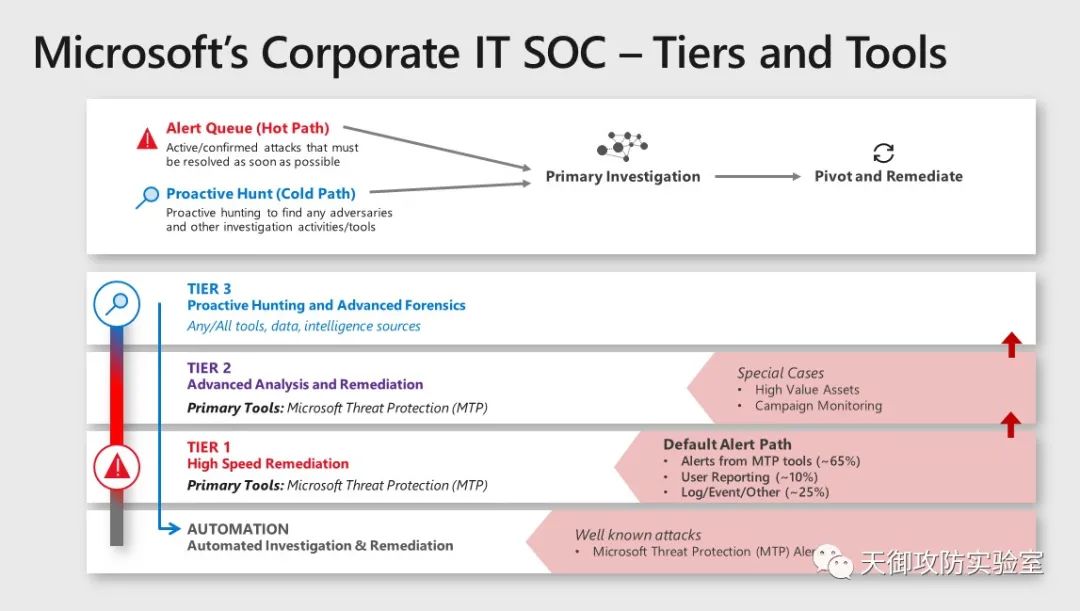 Microsoft's Corporate IT SOC – Tiers and Tools
Alert Queue (Hot Path)
Active/confirmed attacks that must
be resolved as soon as possible
Proactive Hunt (Cold Path)
Proactive hunting to find any adversaries
and other investigation activities/tools
Primary Investigation
Pivot and Remediate
TIER 3
Proactive Hunting and Advanced Forensics
Any/All tools, data, intelligence sources
TIER 2
Advanced Analysis and Remediation
Primary Tools: Microsoft Threat Protection (MTP)
Special Cases
• High Value Assets
• Campaign Monitoring
TIER 1
High Speed Remediation
Primary Tools: Microsoft Threat Protection (MTP)
Default Alert Path
• Alerts from MTP tools (~65%)
• User Reporting (~10%)
• Log/Event/Other (~25%)
AUTOMATION
Automated Investigation & Remediation
Well known attacks
• Microsoft Threat Protection (MTP)
天御攻防实验室